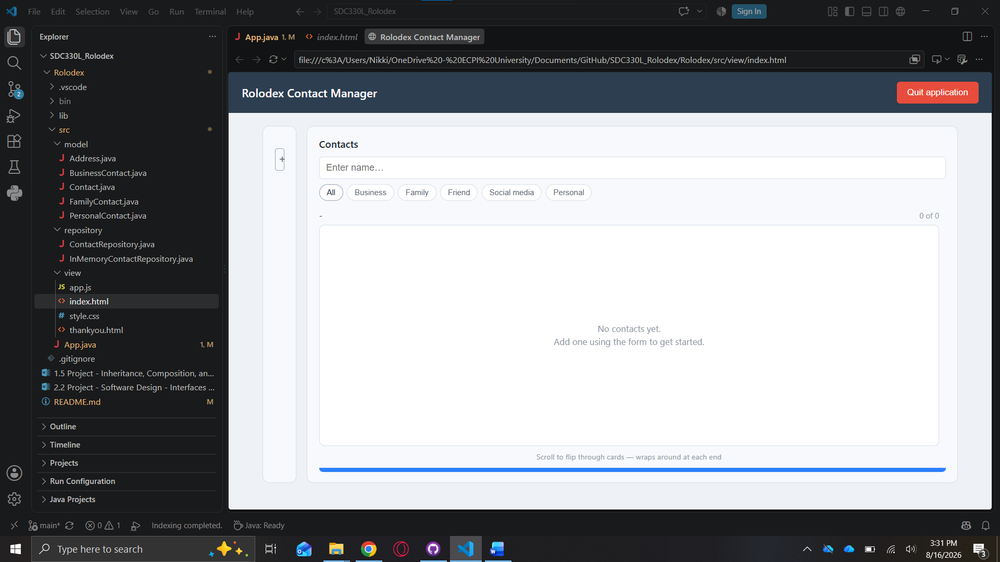 File Edit Selection View Go Run Terminal Help
SDC330L_Rolodex
Sign In
Explorer
SDC330L_Rolodex
Rolodex
.vscode
bin
lib
src
model
J Address.java
J BusinessContact.java
J Contact.java
J FamilyContact.java
J PersonalContact.java
repository
J ContactRepository.java
J InMemoryContactRepository.java
view
JS app.js
<> index.html
# style.css
<> thankyou.html
J App.java 1, M
.gitignore
1.5 Project - Inheritance, Composition, an...
2.2 Project - Software Design - Interfaces ...
README.md M
Outline
Timeline
Projects
Run Configuration
Java Projects
2
J App.java 1, M <> index.html Rolodex Contact Manager
file:///c%3A/Users/Nikki/OneDrive%20-%20ECPI%20University/Documents/GitHub/SDC330L_Rolodex/Rolodex/src/view/index.html
Rolodex Contact Manager
Quit application
+
Contacts
Enter name…
All Business Family Friend Social media Personal
- 0 of 0
No contacts yet.
Add one using the form to get started.
Scroll to flip through cards — wraps around at each end
main* 0 1 Indexing completed. Java: Ready
Type here to search
3:31 PM
8/16/2026
3